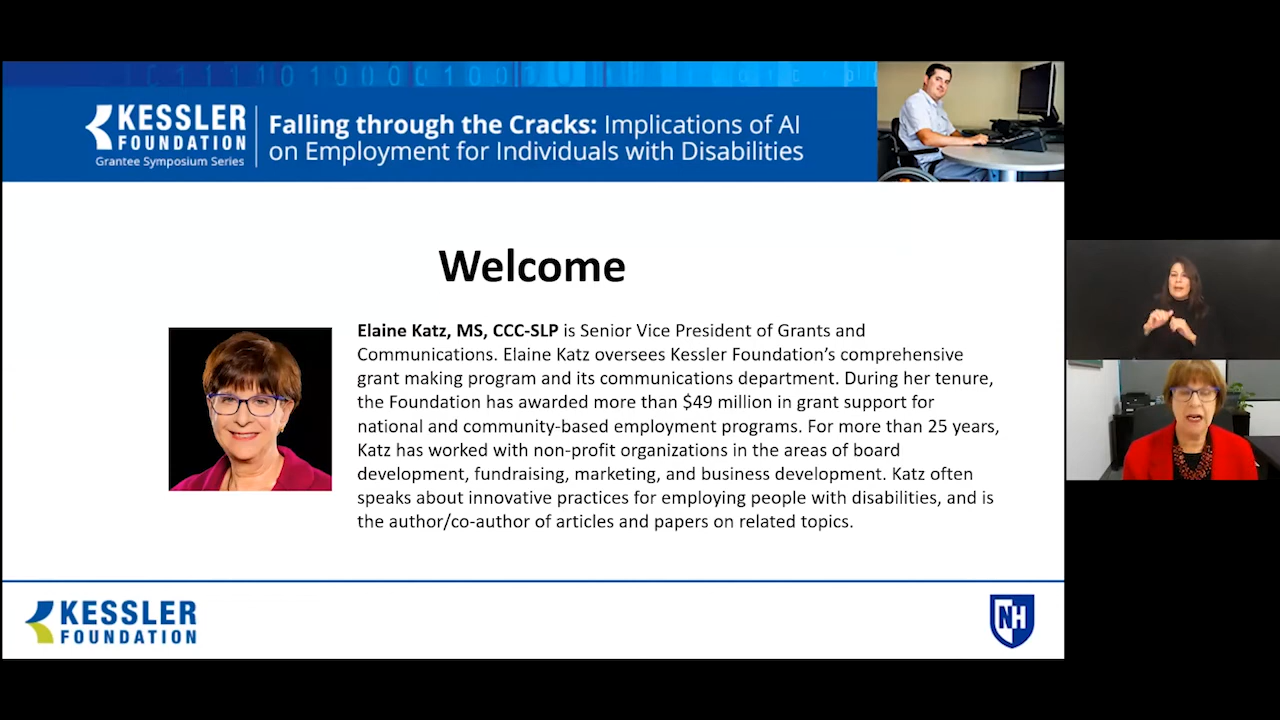 KESSLER
FOUNDATION
Grantee Symposium Series
Falling through the Cracks: Implications of AI
on Employment for Individuals with Disabilities
Welcome
Elaine Katz, MS, CCC-SLP is Senior Vice President of Grants and
Communications. Elaine Katz oversees Kessler Foundation’s comprehensive
grant making program and its communications department. During her tenure,
the Foundation has awarded more than $49 million in grant support for
national and community-based employment programs. For more than 25 years,
Katz has worked with non-profit organizations in the areas of board
development, fundraising, marketing, and business development. Katz often
speaks about innovative practices for employing people with disabilities, and is
the author/co-author of articles and papers on related topics.
KESSLER
FOUNDATION
NH